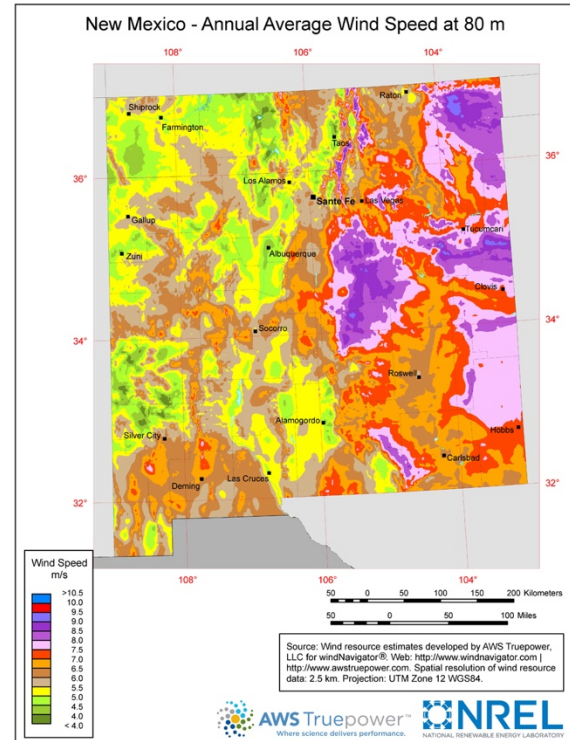 New Mexico - Annual Average Wind Speed at 80 m
108°
106°
104°
Raton
Shiprock
Farmington
Taos
36°
36°
Los Alamos
Sante Fe
Las Vegas
Gallup
Tucumcari
Zuni
Albuquerque
Clovis
34°
Socorro
34°
Roswell
Alamogordo
Hobbs
Silver City
Carlsbad
Las Cruces
Deming
32°
32°
108°
106°
104°
Wind Speed
m/s
>10.5
10.0
9.5
9.0
8.5
8.0
7.5
7.0
6.5
6.0
5.5
5.0
4.5
4.0
< 4.0
50 0 50 100 150 200 Kilometers
50 0 50 100 Miles
Source: Wind resource estimates developed by AWS Truepower,
LLC for windNavigator®. Web: http://www.windnavigator.com |
http://www.awstruepower.com. Spatial resolution of wind resource
data: 2.5 km. Projection: UTM Zone 12 WGS84.
AWS Truepower™
Where science delivers performance.
NREL
NATIONAL RENEWABLE ENERGY LABORATORY